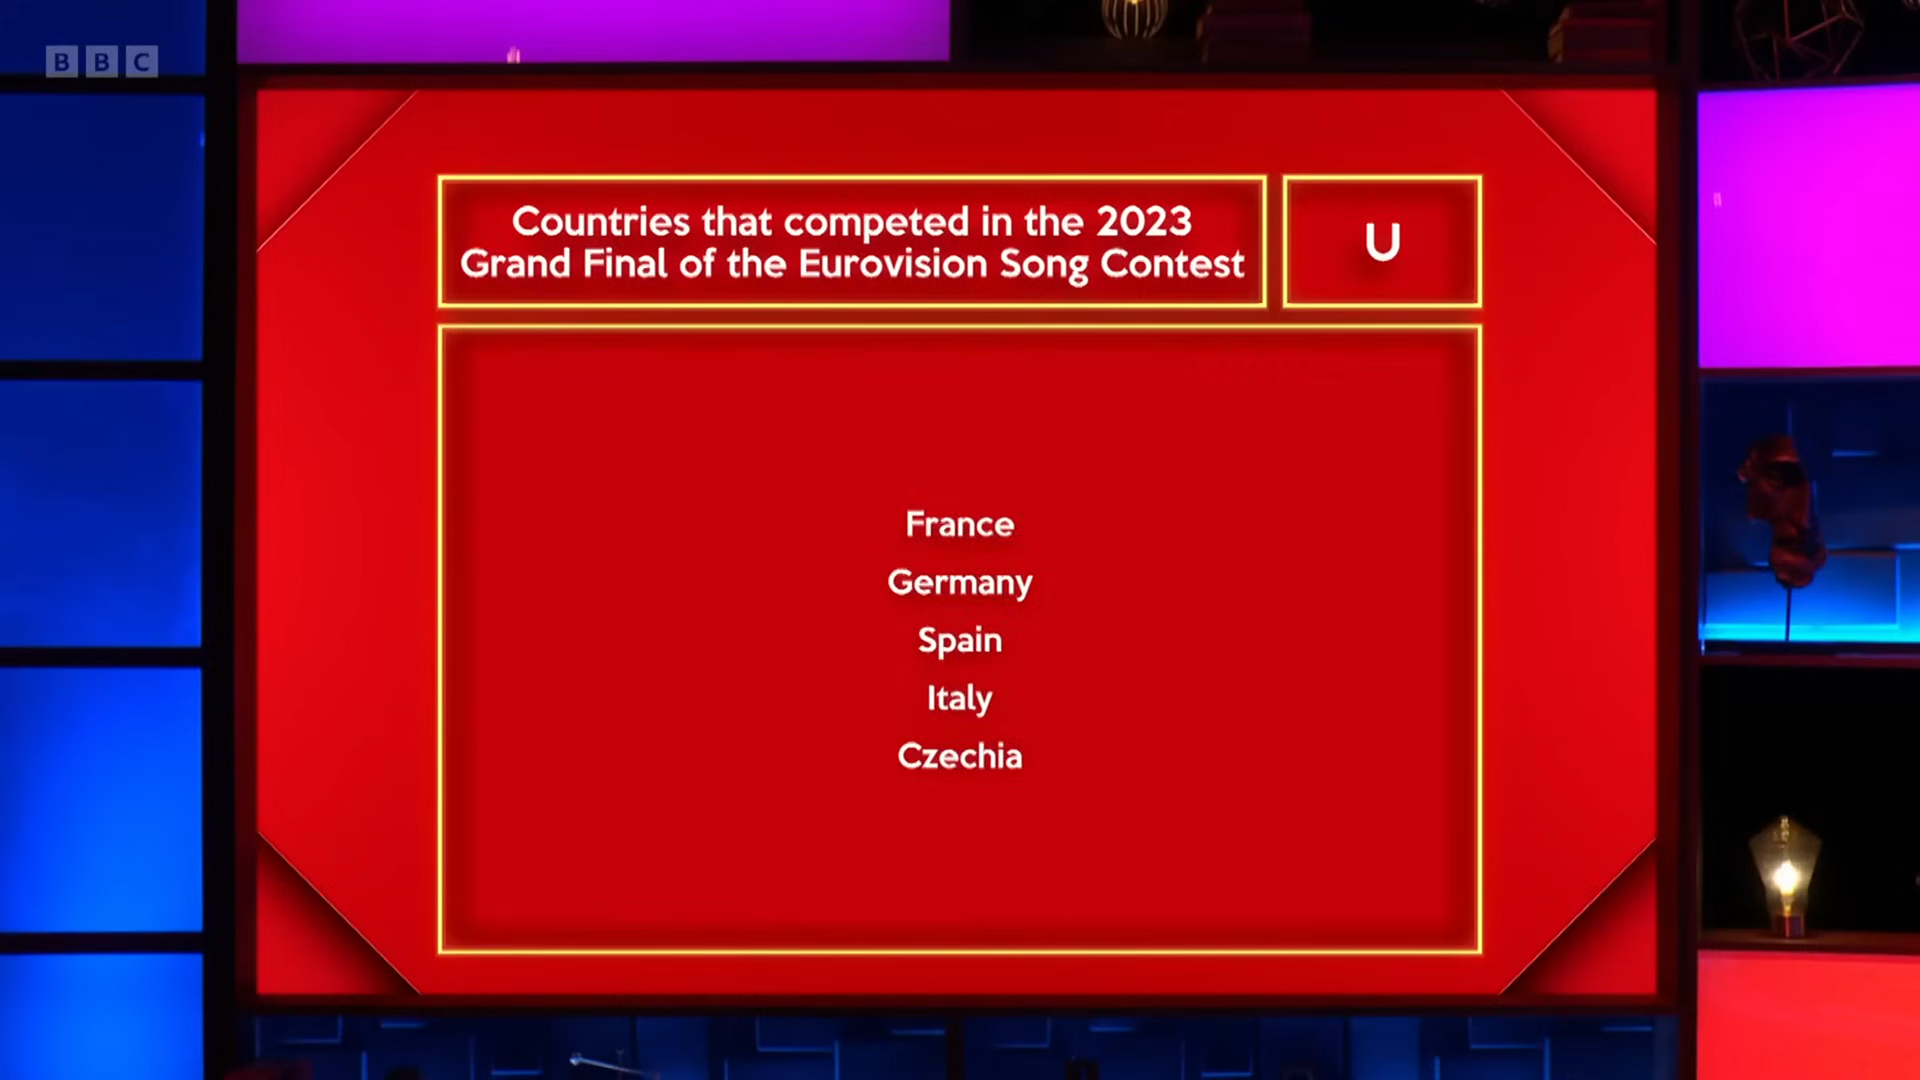 BBC
Countries that competed in the 2023
Grand Final of the Eurovision Song Contest
U
France
Germany
Spain
Italy
Czechia